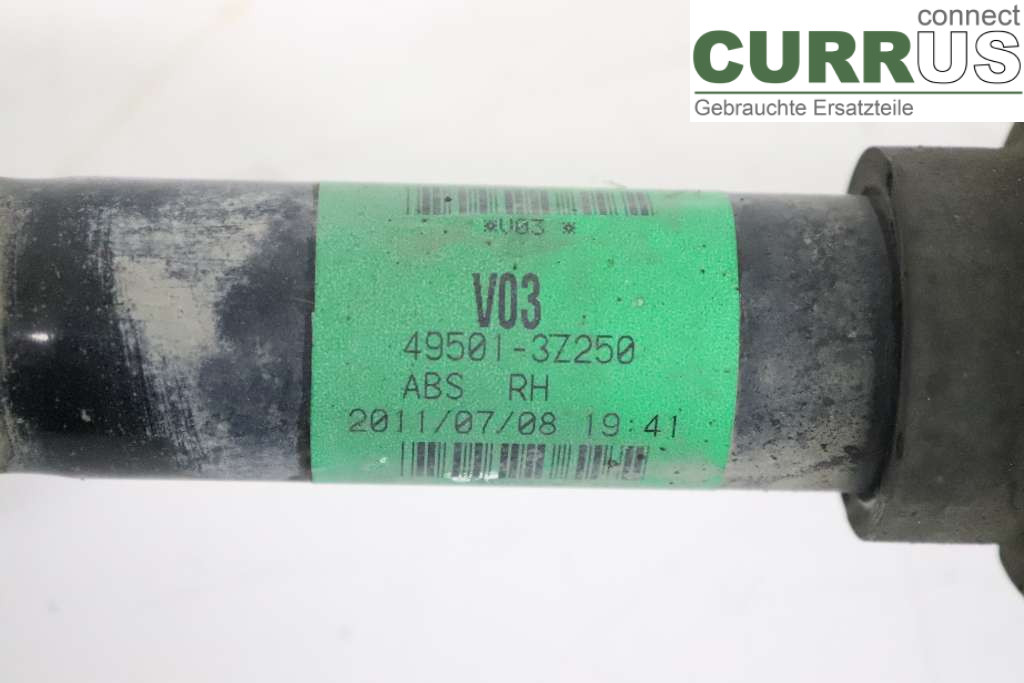 connect
CURRUS
Gebrauchte Ersatzteile
*V03 *
V03
49501-3Z250
ABS RH
2011/07/08 19:41